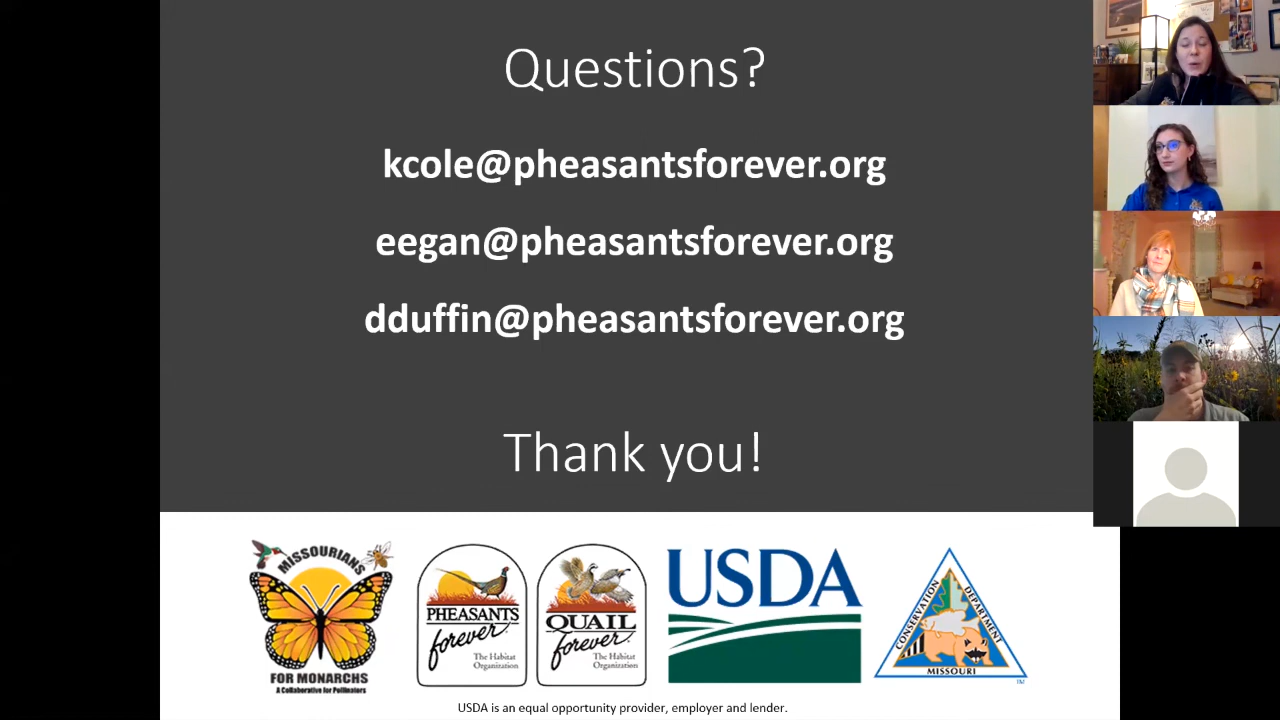 Questions?
kcole@pheasantsforever.org
eegan@pheasantsforever.org
dduffin@pheasantsforever.org
Thank you!
MISSOURIANS
FOR MONARCHS
A Collaborative for Pollinators
PHEASANTS
forever
The Habitat
Organization
QUAIL
forever
The Habitat
Organization
USDA
CONSERVATION
DEPARTMENT
MISSOURI
TM
USDA is an equal opportunity provider, employer and lender.